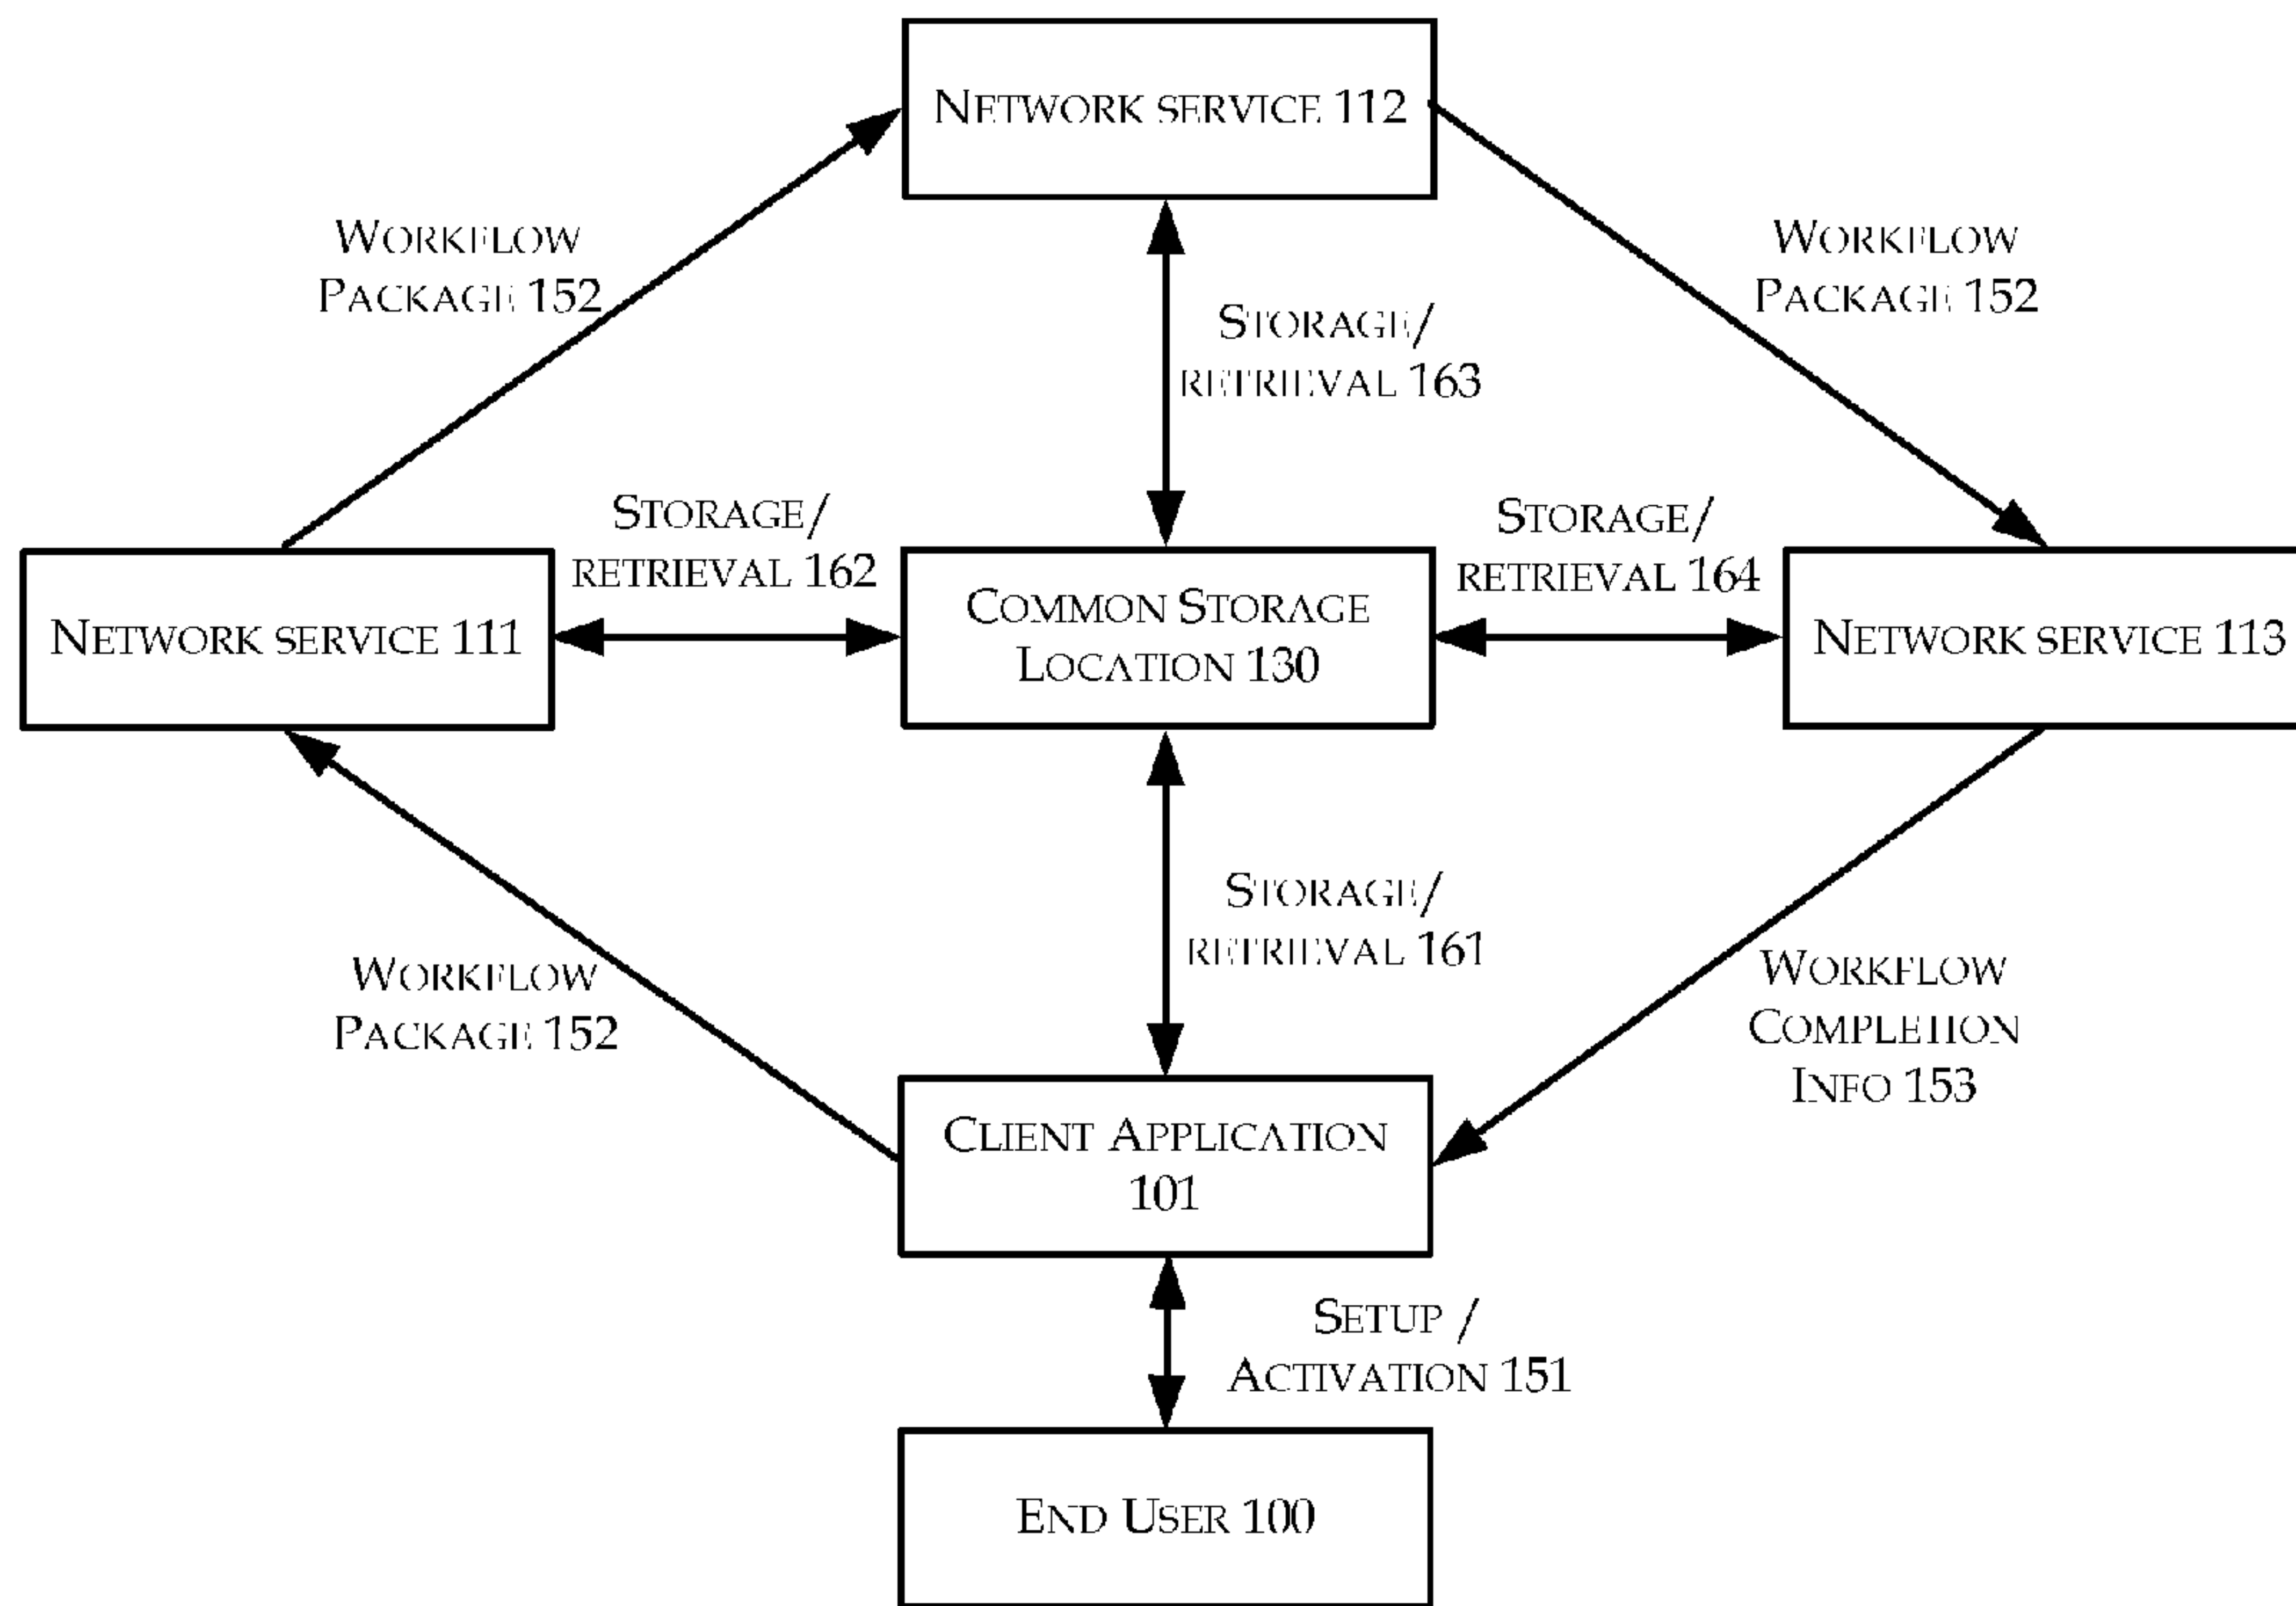 NETWORK SERVICE 112
WORKFLOW
PACKAGE 152
WORKFLOW
PACKAGE 152
STORAGE/
RETRIEVAL 163
STORAGE/
RETRIEVAL 162
STORAGE/
RETRIEVAL 164
NETWORK SERVICE 111
COMMON STORAGE
LOCATION 130
NETWORK SERVICE 113
STORAGE/
RETRIEVAL 161
WORKFLOW
PACKAGE 152
WORKFLOW
COMPLETION
INFO 153
CLIENT APPLICATION
101
SETUP /
ACTIVATION 151
END USER 100